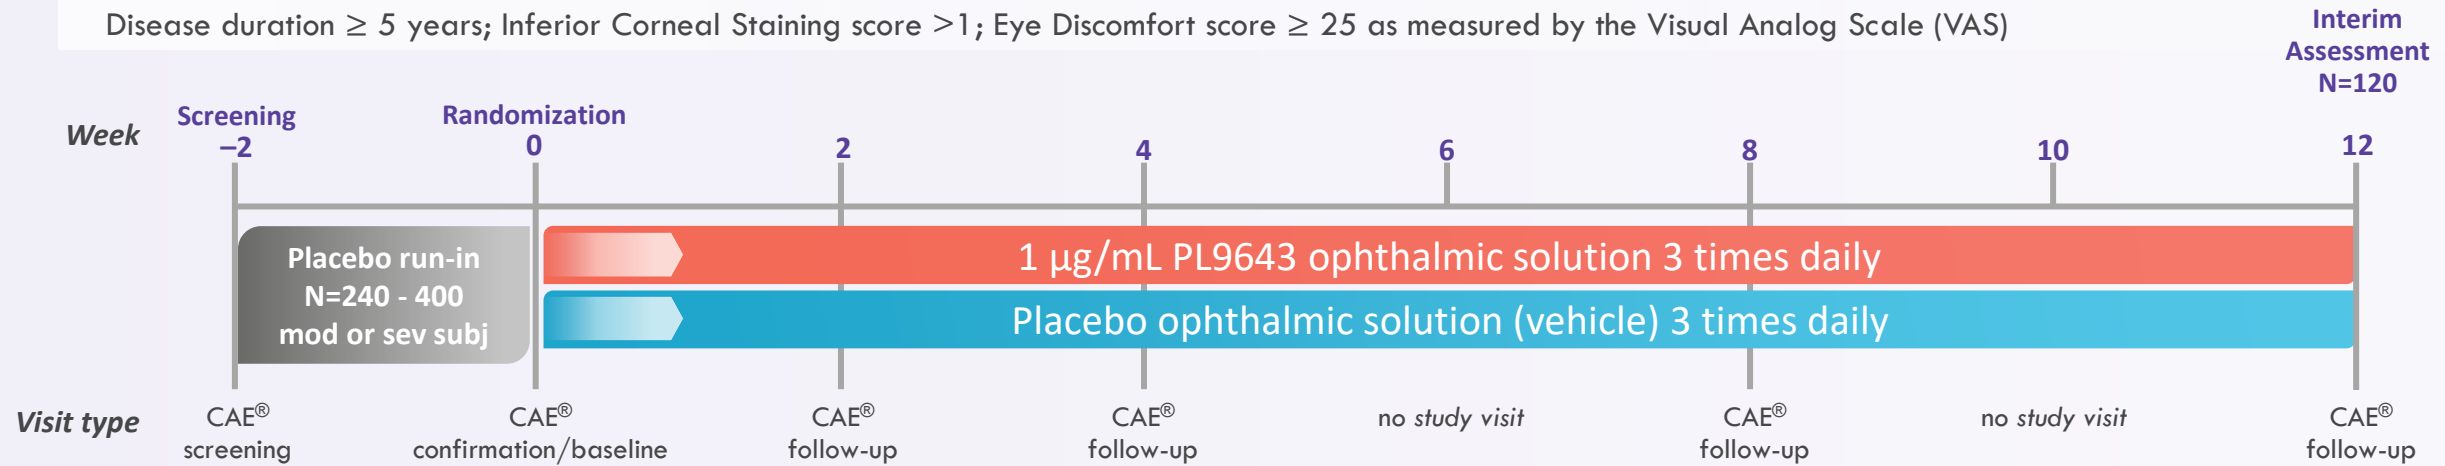 Disease duration ≥ 5 years; Inferior Corneal Staining score >1; Eye Discomfort score ≥ 25 as measured by the Visual Analog Scale (VAS)
Interim
Assessment
N=120
Week
Screening
–2
Randomization
0
2
4
6
8
10
12
Placebo run-in
N=240 - 400
mod or sev subj
1 µg/mL PL9643 ophthalmic solution 3 times daily
Placebo ophthalmic solution (vehicle) 3 times daily
Visit type
CAE®
screening
CAE®
confirmation/baseline
CAE®
follow-up
CAE®
follow-up
no study visit
CAE®
follow-up
no study visit
CAE®
follow-up